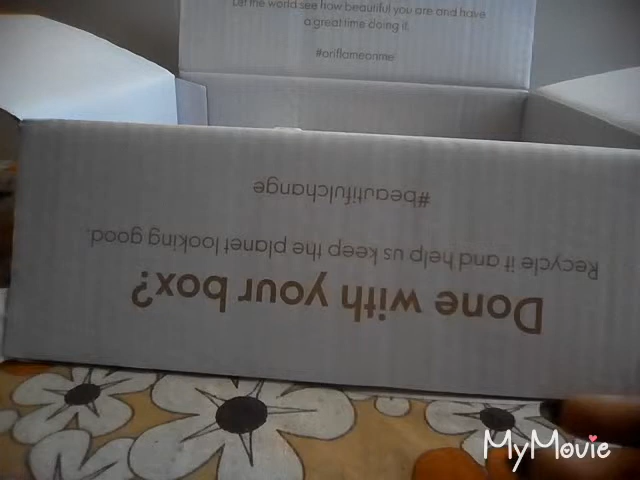 Let the world see how beautiful you are and have
a great time doing it.
#oriflameonme
Done with your box?
Recycle it and help us keep the planet looking good.
#beautifulchange
MyMovie